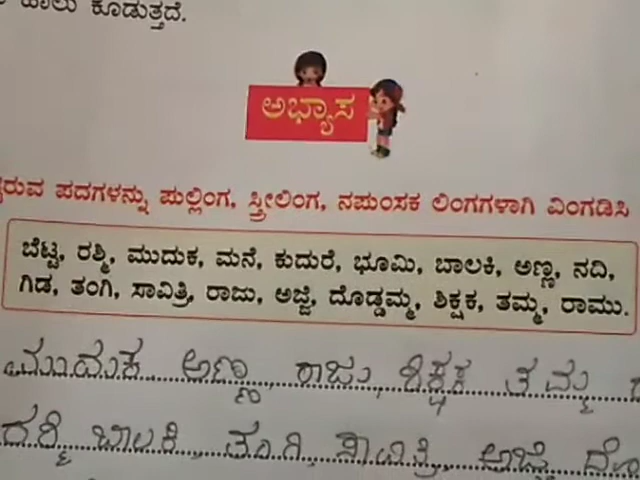 ಹಾಲು ಕೂಡುತ್ತದೆ.
ಅಭ್ಯಾಸ
ಪದಗಳನ್ನು ಪುಲ್ಲಿಂಗ, ಸ್ತ್ರೀಲಿಂಗ, ನಪುಂಸಕ ಲಿಂಗಗಳಾಗಿ ವಿಂಗಡಿಸಿ
ಬೆಟ್ಟ, ರಶ್ಮಿ, ಮುದುಕ, ಮನೆ, ಕುದುರೆ, ಭೂಮಿ, ಬಾಲಕಿ, ಅಣ್ಣ, ನದಿ,
ಗಿಡ, ತಂಗಿ, ಸಾವಿತ್ರಿ, ರಾಜು, ಅಜ್ಜಿ, ದೊಡ್ಡಮ್ಮ, ಶಿಕ್ಷಕ, ತಮ್ಮ, ರಾಮು.
ಮುದುಕ ಅಣ್ಣ ರಾಜು, ಶಿಕ್ಷಕ ತಮ್ಮ
ಬಾಲಕಿ, ತಂಗಿ, ಸಾವಿತ್ರಿ, ಅಜ್ಜಿ